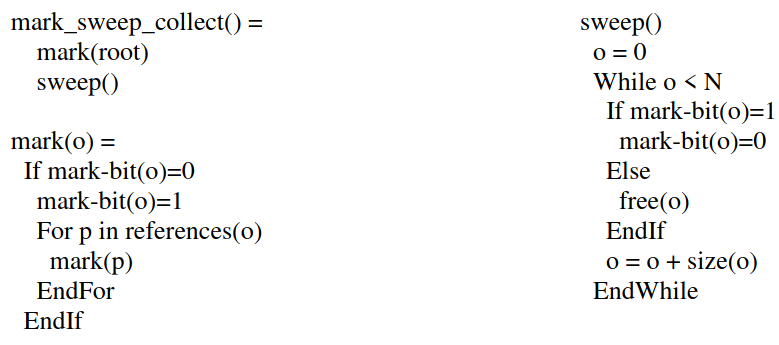 mark_sweep_collect() =
mark(root)
sweep()
mark(o) =
If mark-bit(o)=0
mark-bit(o)=1
For p in references(o)
mark(p)
EndFor
EndIf
sweep()
o = 0
While o < N
If mark-bit(o)=1
mark-bit(o)=0
Else
free(o)
EndIf
o = o + size(o)
EndWhile